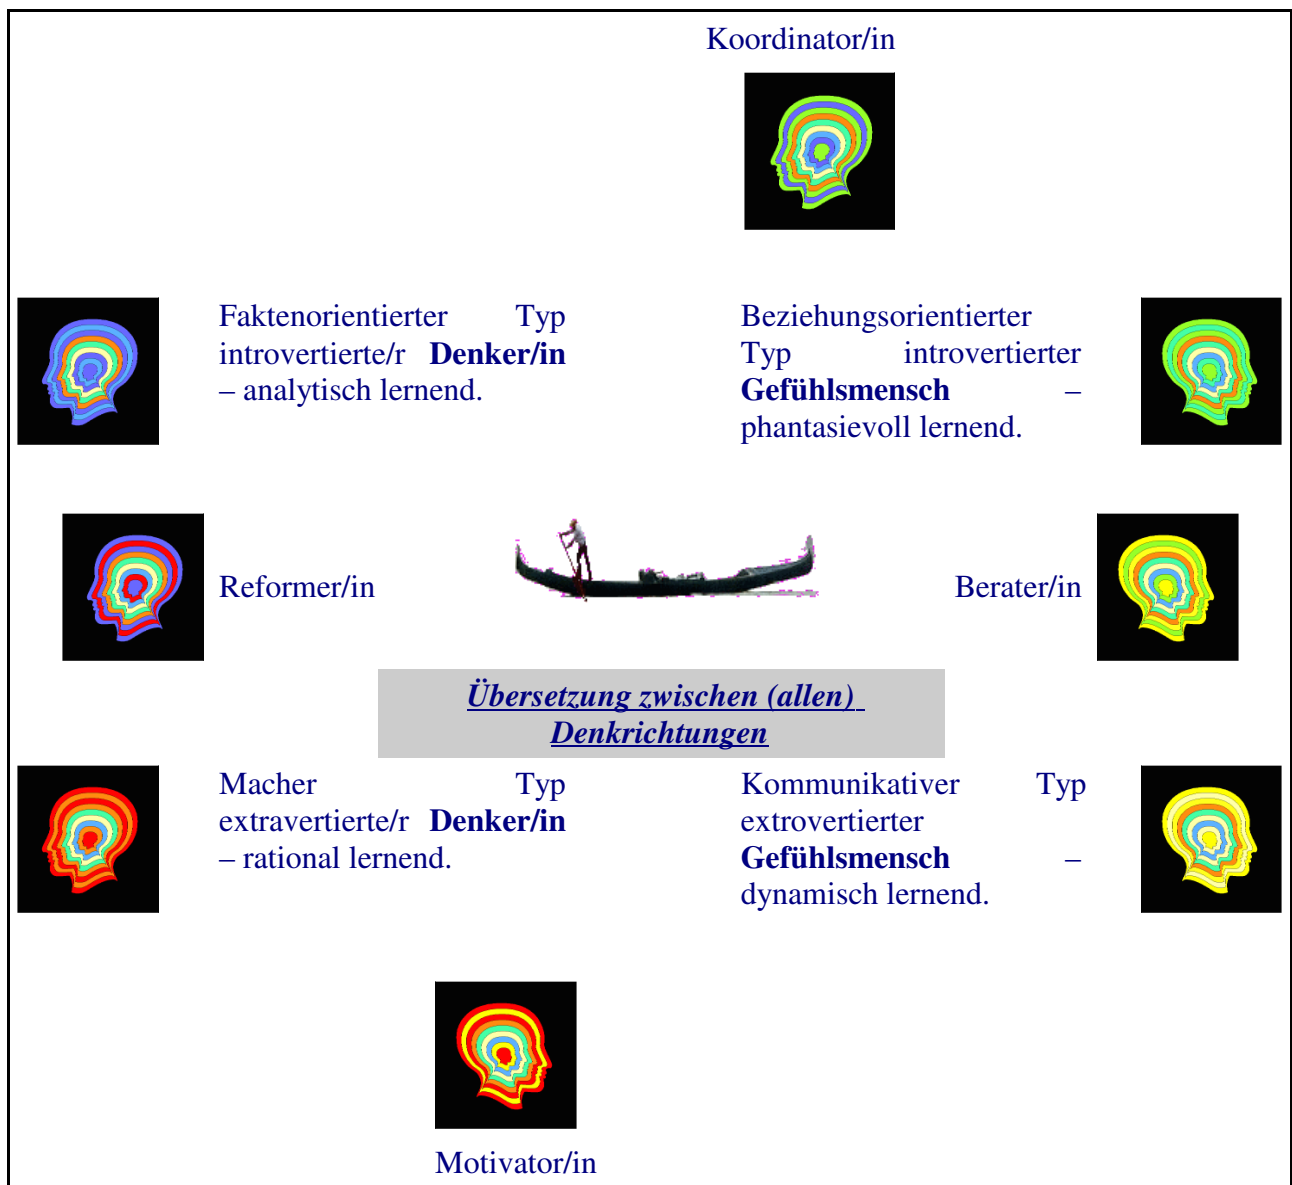 Koordinator/in
Faktenorientierter Typ
introvertierte/r Denker/in
– analytisch lernend.
Beziehungsorientierter
Typ introvertierter
Gefühlsmensch –
phantasievoll lernend.
Reformer/in
Berater/in
Übersetzung zwischen (allen)
Denkrichtungen
Macher Typ
extravertierte/r Denker/in
– rational lernend.
Kommunikativer Typ
extrovertierter
Gefühlsmensch –
dynamisch lernend.
Motivator/in